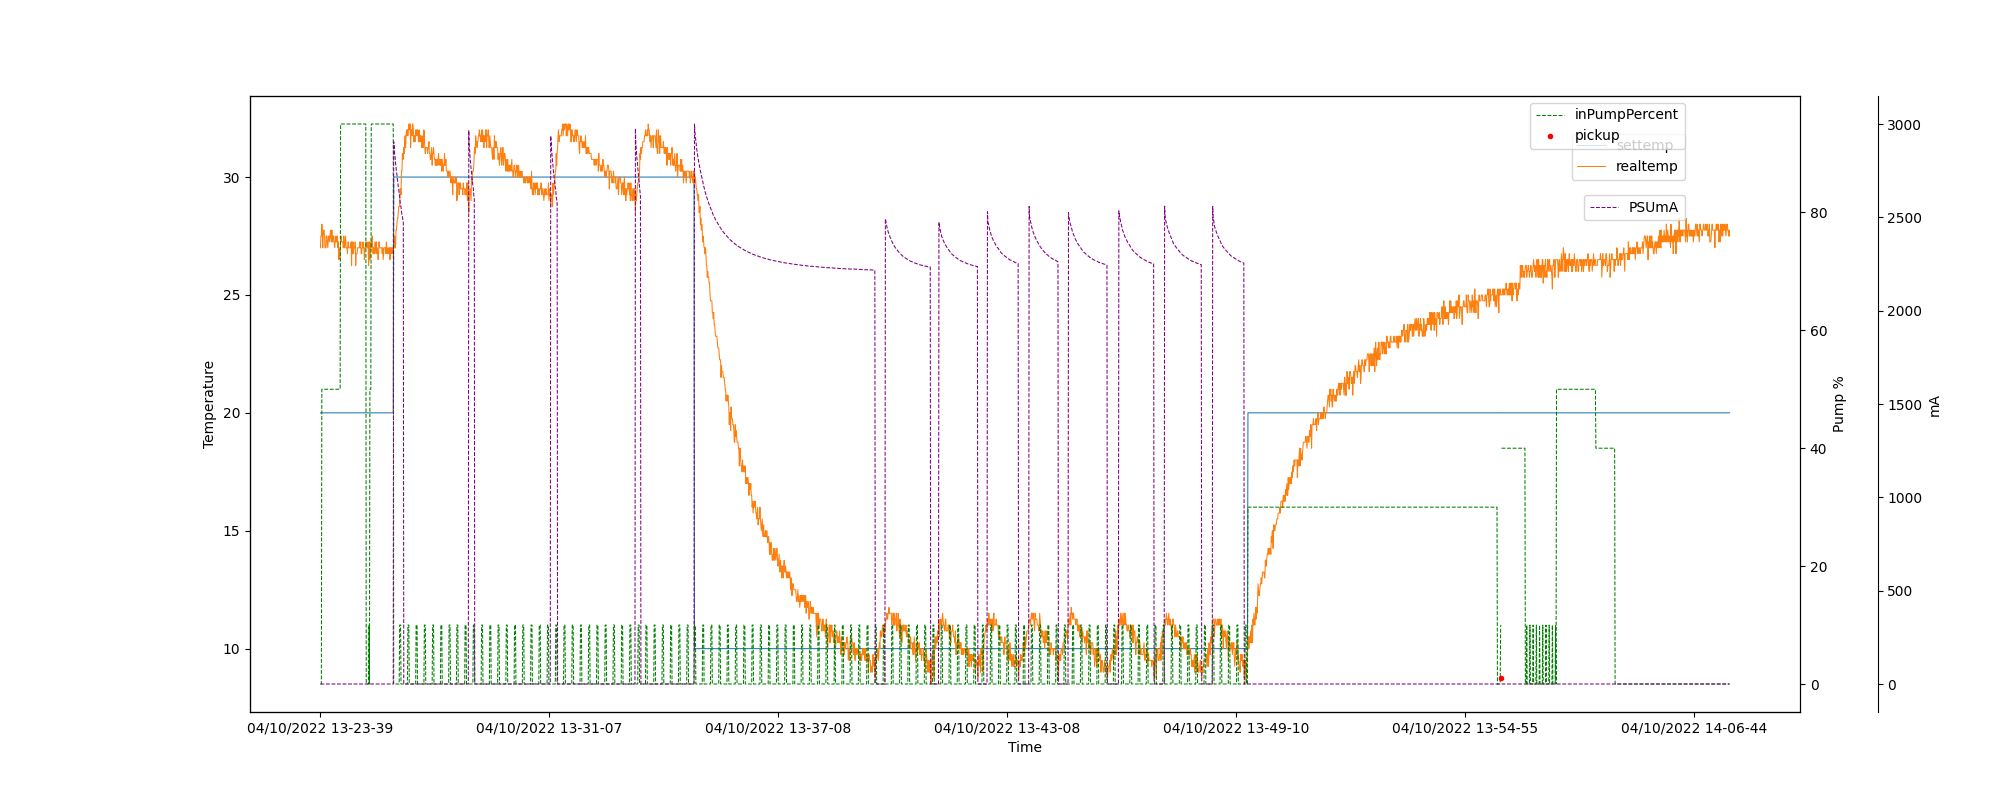 inPumpPercent
pickup
settemp
realtemp
PSUmA
Temperature
30
25
20
15
10
80
60
40
20
0
Pump %
3000
2500
2000
1500
1000
500
0
mA
04/10/2022 13-23-39
04/10/2022 13-31-07
04/10/2022 13-37-08
04/10/2022 13-43-08
04/10/2022 13-49-10
04/10/2022 13-54-55
04/10/2022 14-06-44
Time